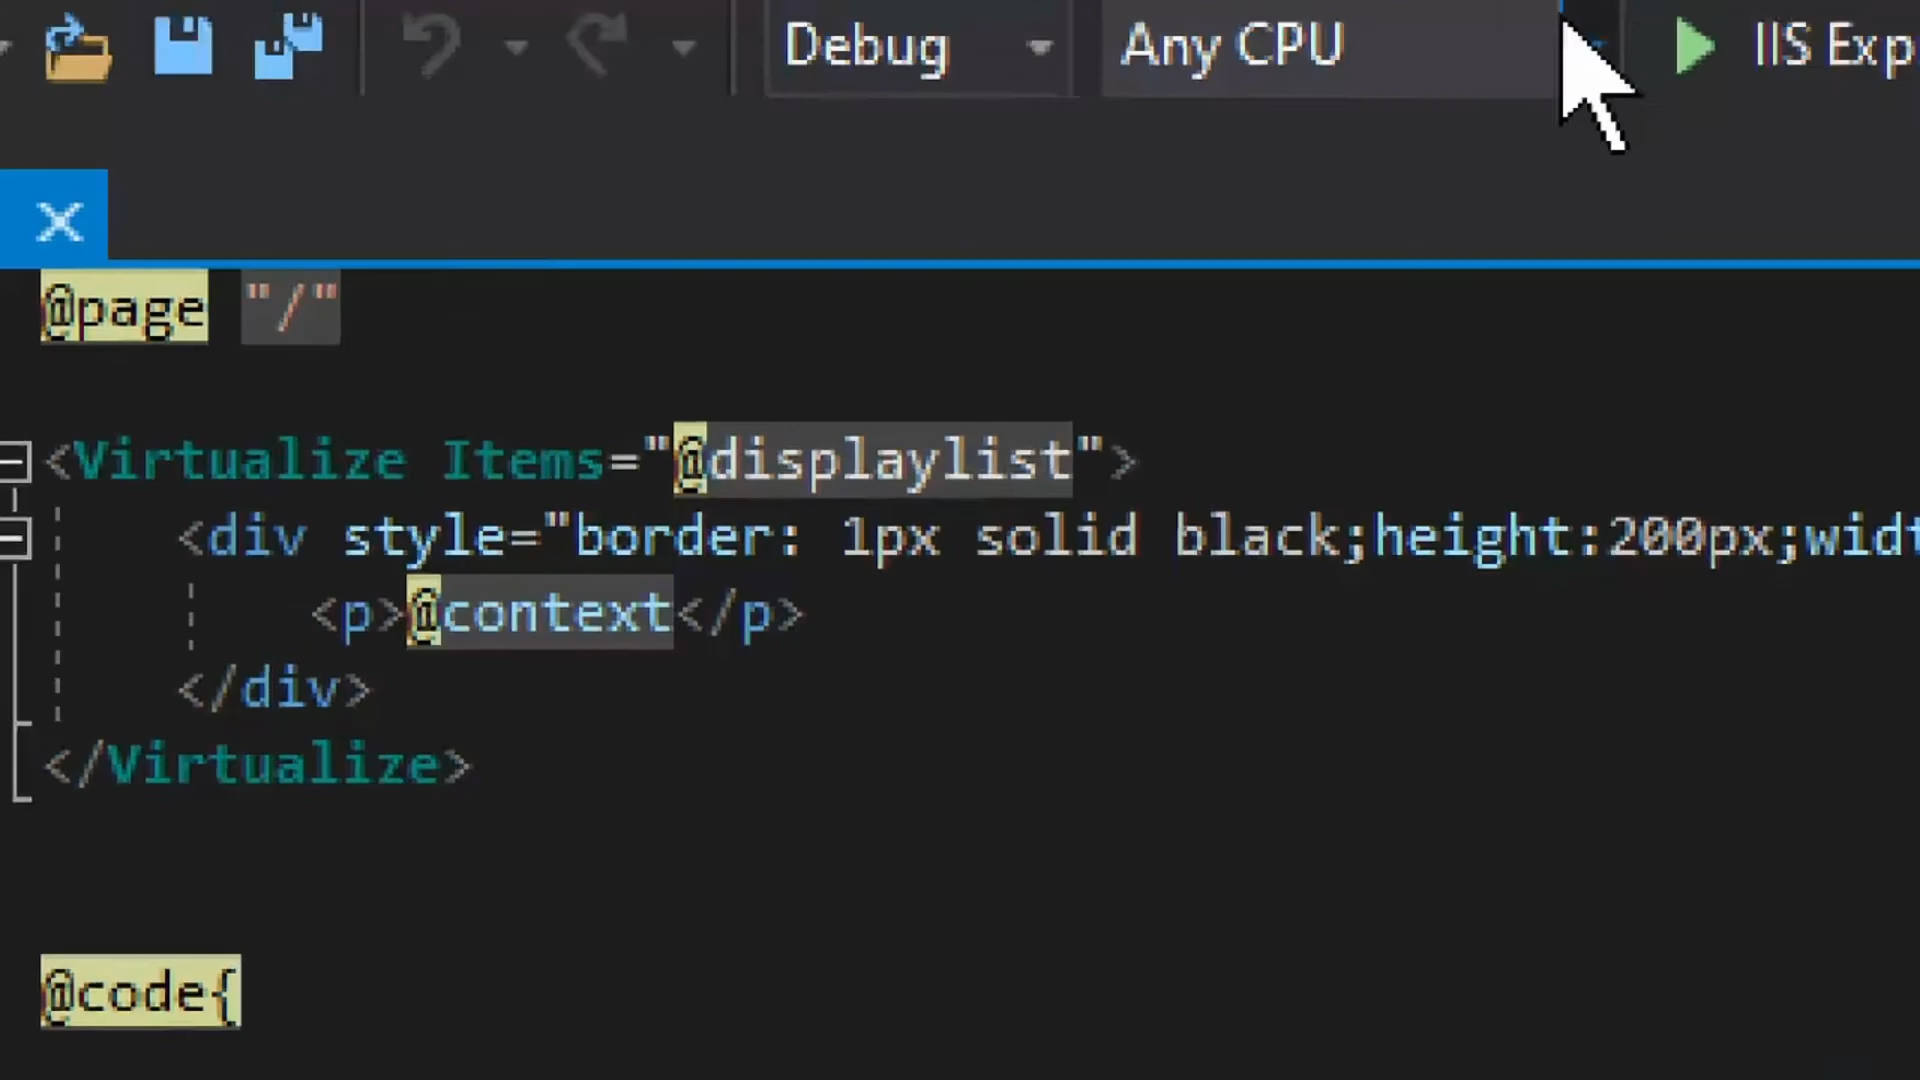 Debug Any CPU IIS Exp
@page "/"
<Virtualize Items="@displaylist">
<div style="border: 1px solid black;height:200px;widt
<p>@context</p>
</div>
</Virtualize>
@code{